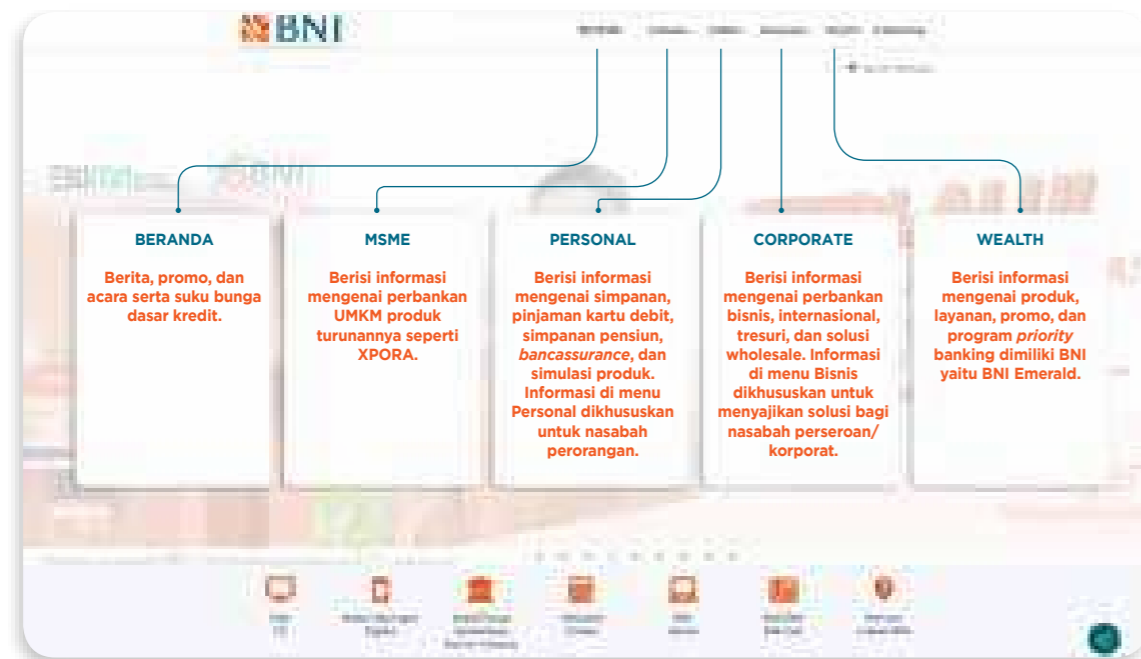 BNI
BERANDA
Berita, promo, dan
acara serta suku bunga
dasar kredit.
MSME
Berisi informasi
mengenai perbankan
UMKM produk
turunannya seperti
XPORA.
PERSONAL
Berisi informasi
mengenai simpanan,
pinjaman kartu debit,
simpanan pensiun,
bancassurance, dan
simulasi produk.
Informasi di menu
Personal dikhususkan
untuk nasabah
perorangan.
CORPORATE
Berisi informasi
mengenai perbankan
bisnis, internasional,
tresuri, dan solusi
wholesale. Informasi
di menu Bisnis
dikhususkan untuk
menyajikan solusi bagi
nasabah perseroan/
korporat.
WEALTH
Berisi informasi
mengenai produk,
layanan, promo, dan
program priority
banking dimiliki BNI
yaitu BNI Emerald.